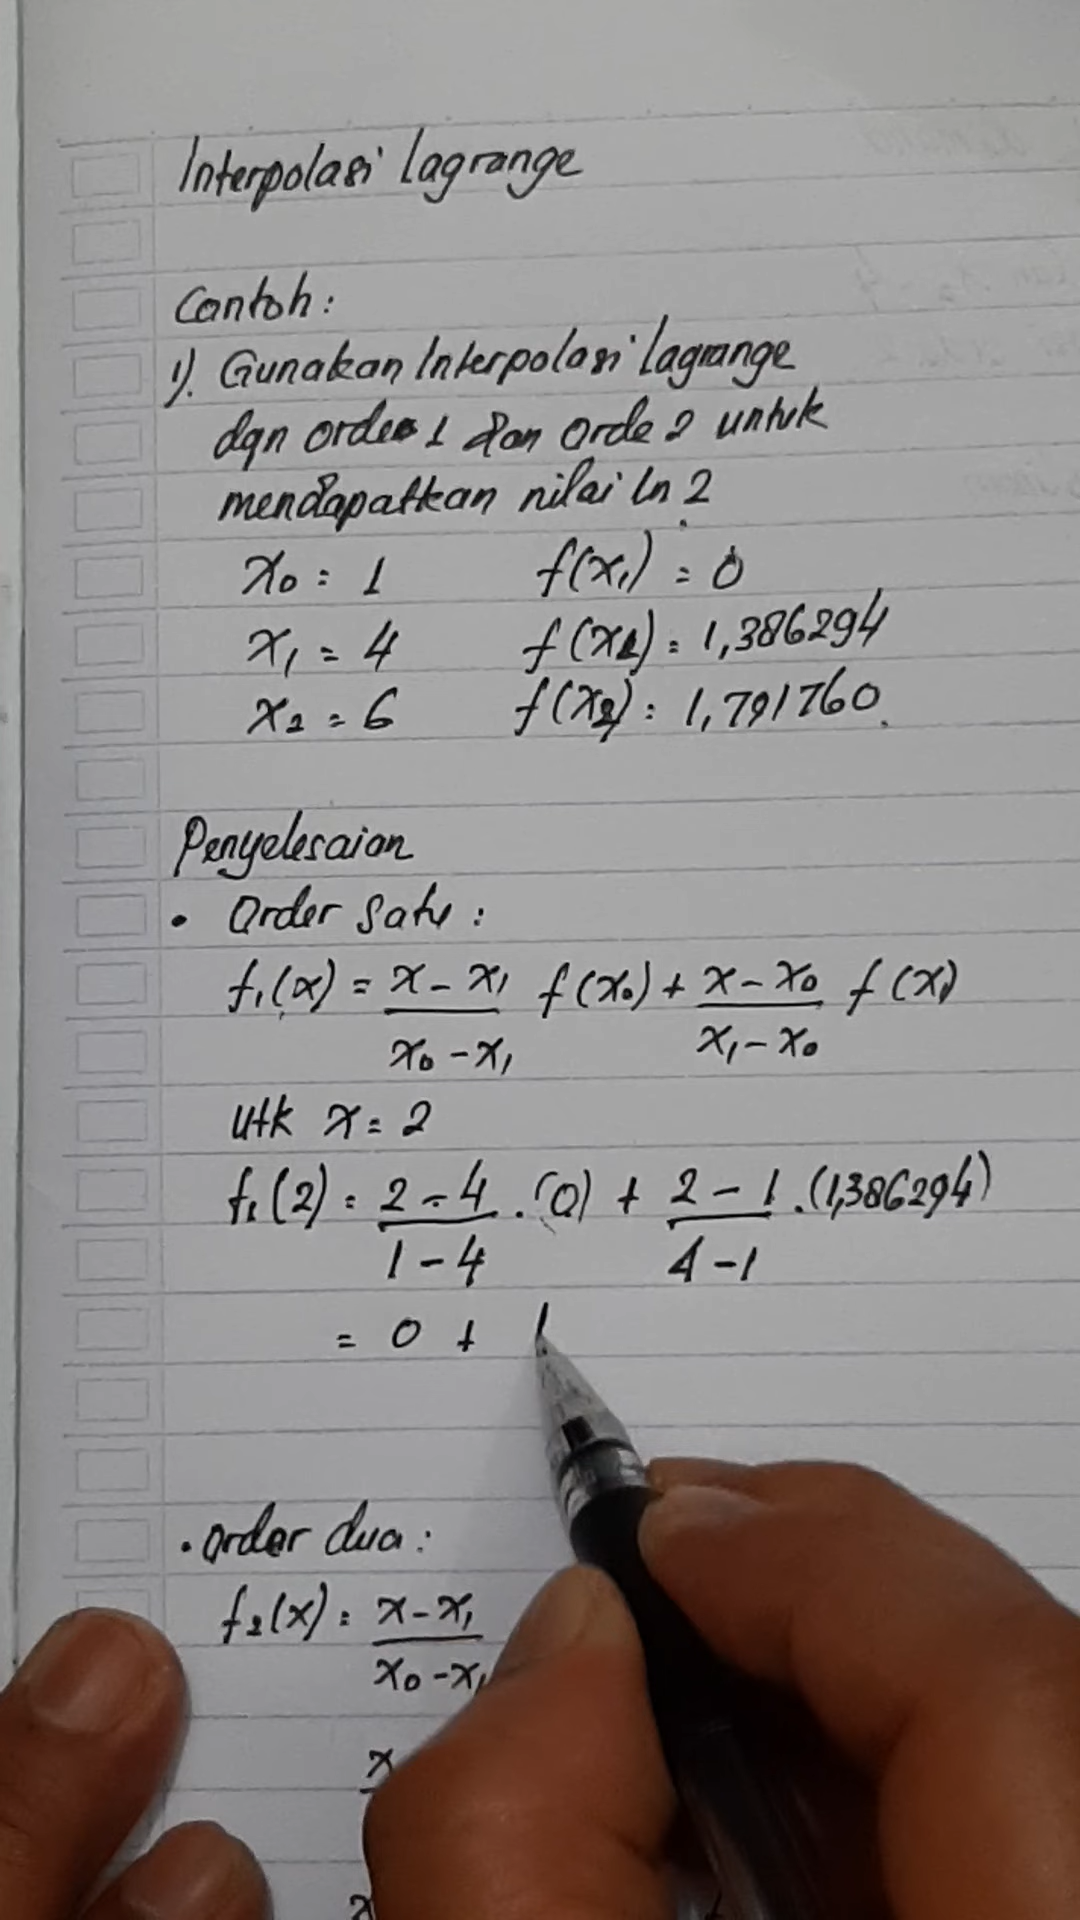 Interpolasi Lagrange
Contoh:
1). Gunakan Interpolasi Lagrange
dgn orde 1 dan orde 2 untuk
mendapatkan nilai ln 2
x₀ = 1 f(x₁) = 0
x₁ = 4 f(x₁) = 1,386294
x₂ = 6 f(x₂) = 1,791760.
Penyelesaian
• Order satu:
f₁(x) = x - x₁ / x₀ - x₁ f(x₀) + x - x₀ / x₁ - x₀ f(x₁)
utk x = 2
f₁(2) = 2 - 4 / 1 - 4 . (0) + 2 - 1 / 4 - 1 . (1,386294)
= 0 +
• order dua:
f₂(x) = x - x₁ / x₀ - x₁
x